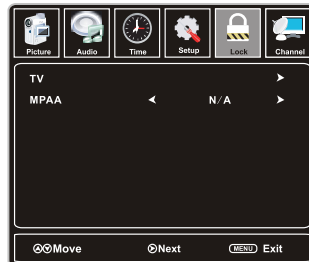 Picture Audio Time Setup Lock Channel
TV
MPAA N/A
Move Next MENU Exit